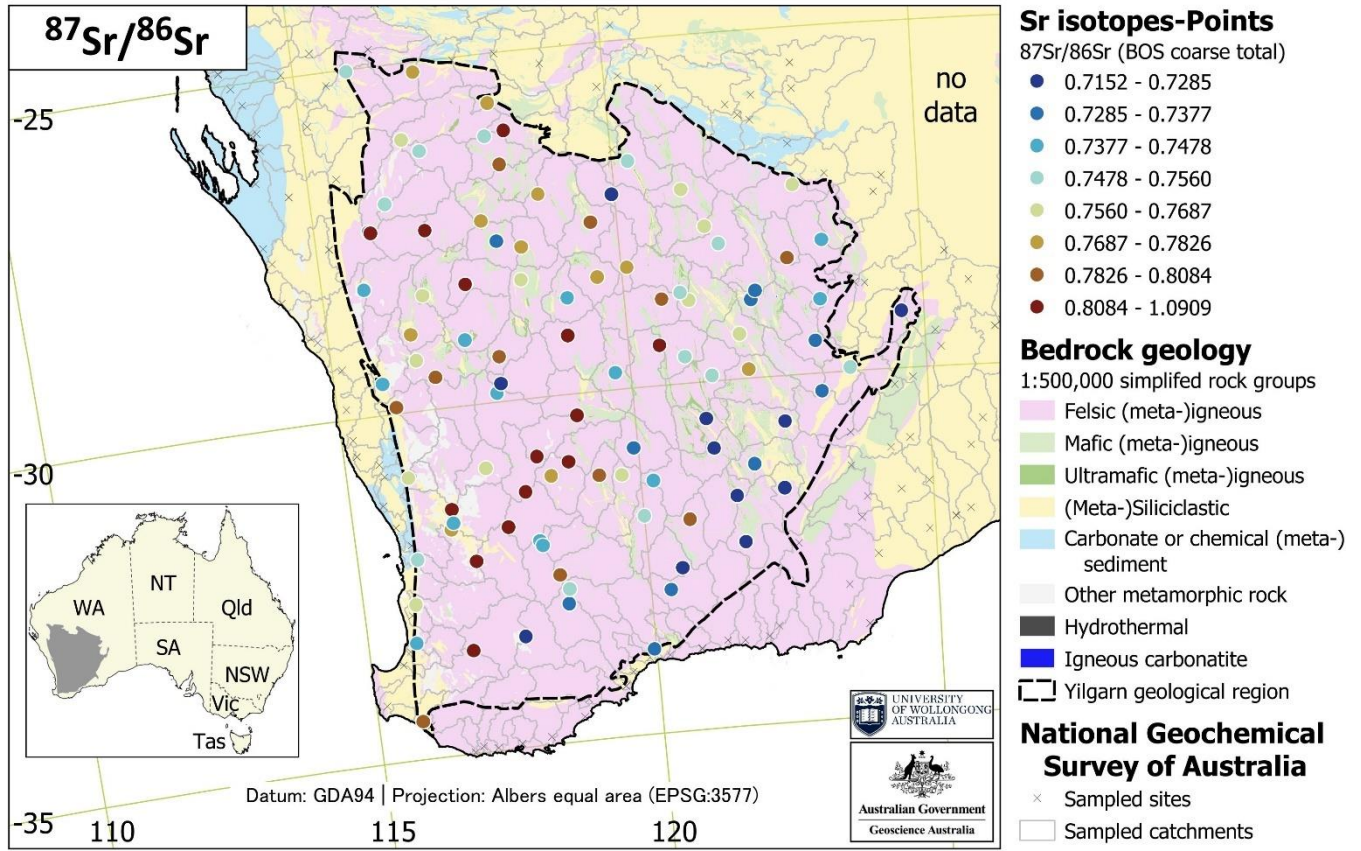 87Sr/86Sr
-25
-30
-35
110
115
120
no
data
WA
NT
Qld
SA
NSW
Vic
Tas
Datum: GDA94 | Projection: Albers equal area (EPSG:3577)
UNIVERSITY
OF WOLLONGONG
AUSTRALIA
Australian Government
Geoscience Australia
Sr isotopes-Points
87Sr/86Sr (BOS coarse total)
0.7152 - 0.7285
0.7285 - 0.7377
0.7377 - 0.7478
0.7478 - 0.7560
0.7560 - 0.7687
0.7687 - 0.7826
0.7826 - 0.8084
0.8084 - 1.0909
Bedrock geology
1:500,000 simplifed rock groups
Felsic (meta-)igneous
Mafic (meta-)igneous
Ultramafic (meta-)igneous
(Meta-)Siliciclastic
Carbonate or chemical (meta-)
sediment
Other metamorphic rock
Hydrothermal
Igneous carbonatite
Yilgarn geological region
National Geochemical
Survey of Australia
Sampled sites
Sampled catchments